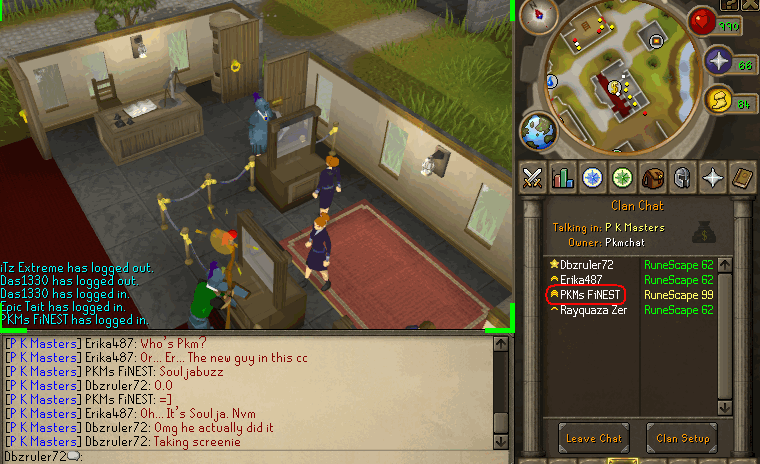 990
66
64
Clan Chat
Talking in: P K Masters
Owner: Pkmchat
Dbzruler72 RuneScape 62
Erika487 RuneScape 62
PKMs FiNEST RuneScape 99
Rayquaza Zer RuneScape 62
Leave Chat
Clan Setup
iTz Extreme has logged out.
Das1330 has logged out.
Das1330 has logged in.
Epic Tait has logged in.
PKMs FiNEST has logged in.
[P K Masters] Erika487: Who's Pkm?
[P K Masters] Erika487: Or... Er... The new guy in this cc
[P K Masters] PKMs FiNEST: Souljabuzz
[P K Masters] Dbzruler72: O.O
[P K Masters] PKMs FiNEST: =]
[P K Masters] Erika487: Oh... It's Soulja. Nvm
[P K Masters] Dbzruler72: Omg he actually did it
[P K Masters] Dbzruler72: Taking screenie
Dbzruler72: